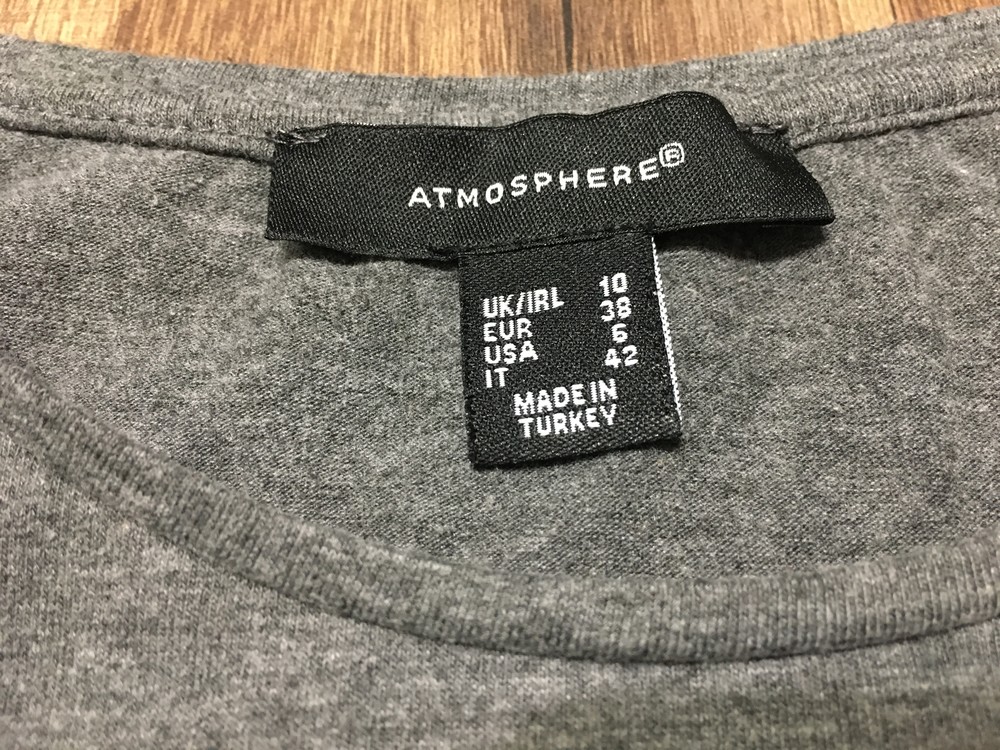 ATMOSPHERE®
UK/IRL 10
EUR 38
USA 6
IT 42
MADE IN
TURKEY